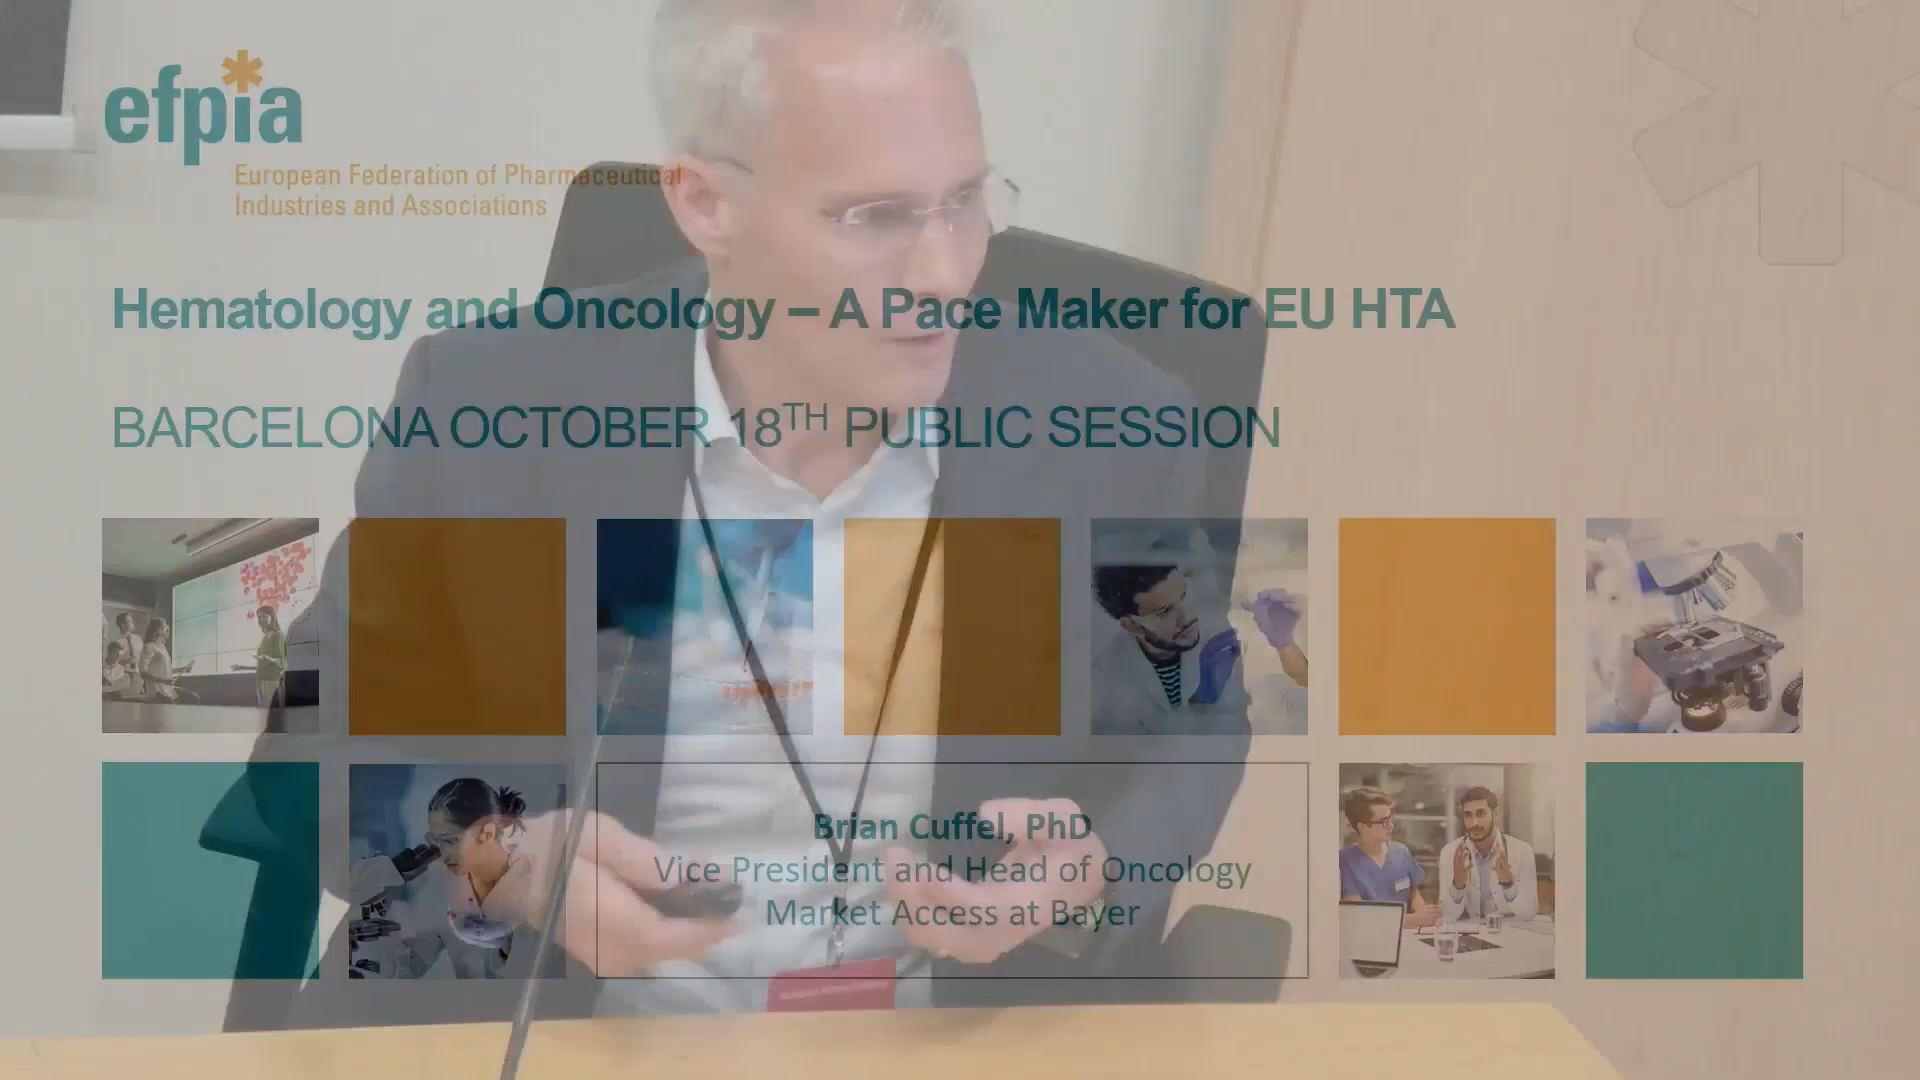 efpia
European Federation of Pharmaceutical
Industries and Associations
Hematology and Oncology – A Pace Maker for EU HTA
BARCELONA OCTOBER 18TH PUBLIC SESSION
Brian Cuffel, PhD
Vice President and Head of Oncology
Market Access at Bayer